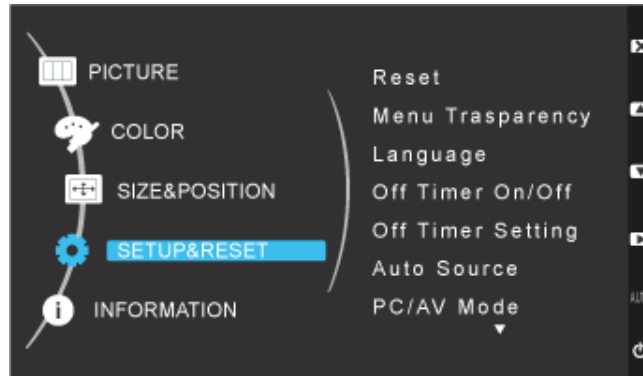 PICTURE
COLOR
SIZE&POSITION
SETUP&RESET
INFORMATION
Reset
Menu Trasparency
Language
Off Timer On/Off
Off Timer Setting
Auto Source
PC/AV Mode